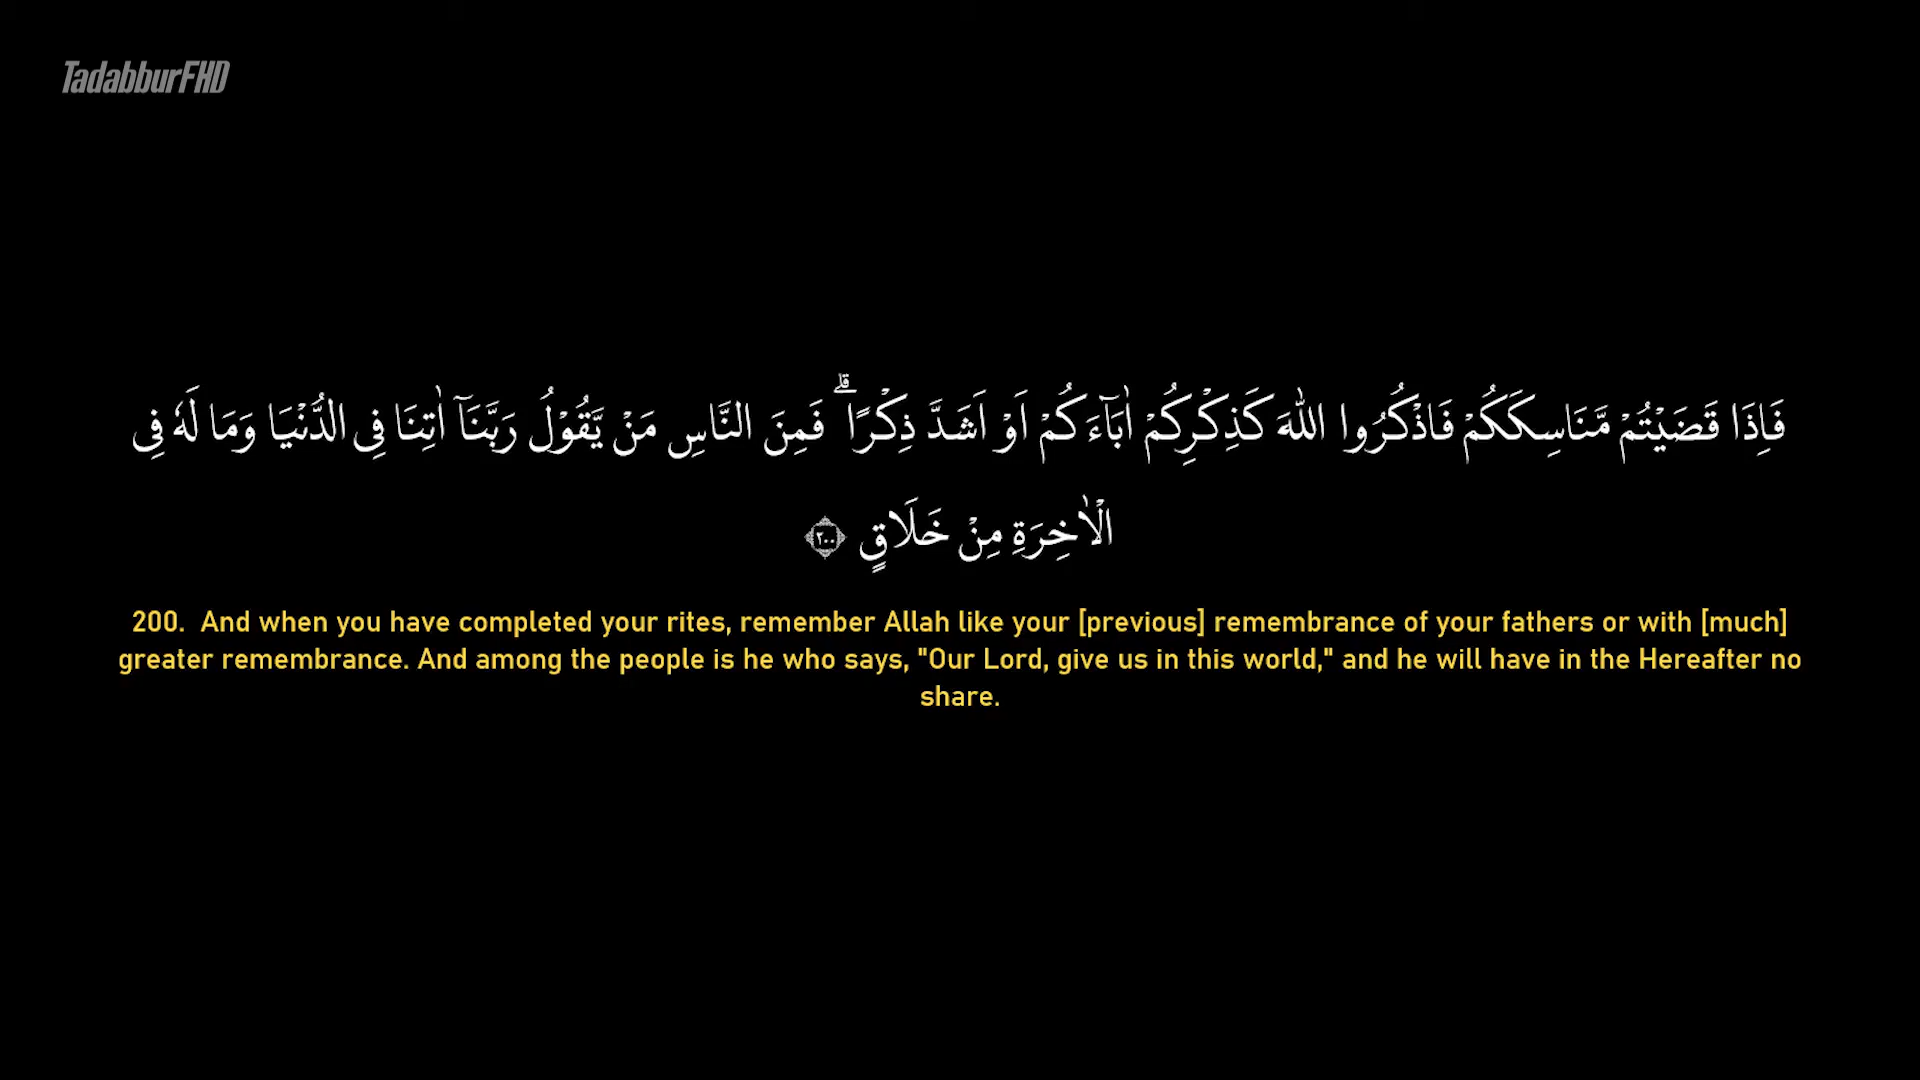 TadabburFHD
فَاِذَا قَضَيْتُمْ مَّنَاسِكَكُمْ فَاذْكُرُوا اللّٰهَ كَذِكْرِكُمْ اٰبَاۤءَكُمْ اَوْ اَشَدَّ ذِكْرًا ۗ فَمِنَ النَّاسِ مَنْ يَّقُوْلُ رَبَّنَآ اٰتِنَا فِى الدُّنْيَا وَمَا لَهٗ فِى
الْاٰخِرَةِ مِنْ خَلَاقٍ ٢٠٠
200. And when you have completed your rites, remember Allah like your [previous] remembrance of your fathers or with [much]
greater remembrance. And among the people is he who says, "Our Lord, give us in this world," and he will have in the Hereafter no
share.